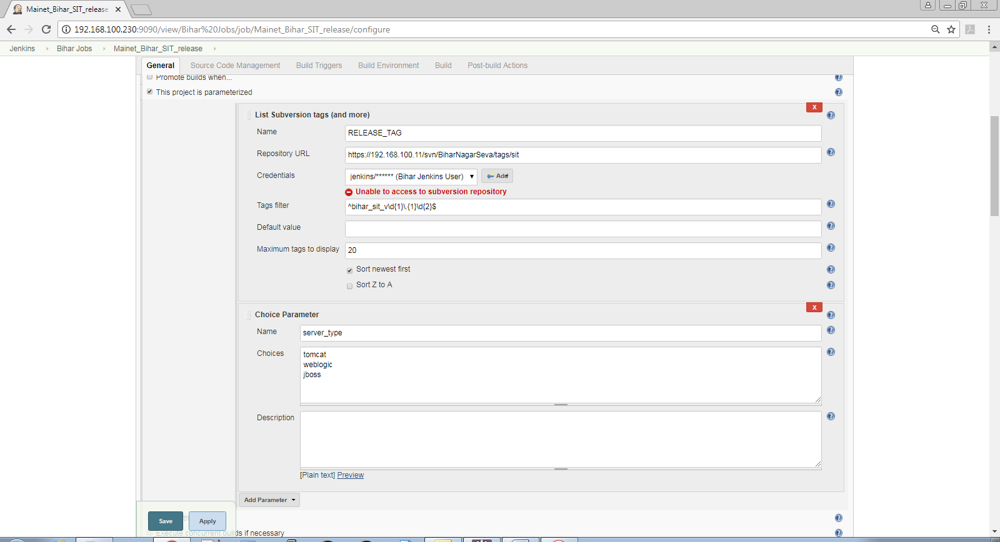 Mainet_Bihar_SIT_release
192.168.100.230:9090/view/Bihar%20Jobs/job/Mainet_Bihar_SIT_release/configure
Jenkins Bihar Jobs Mainet_Bihar_SIT_release
General Source Code Management Build Triggers Build Environment Build Post-build Actions
Promote builds when...
This project is parameterized
X
List Subversion tags (and more)
Name RELEASE_TAG
Repository URL https://192.168.100.11/svn/BiharNagarSeva/tags/sit
Credentials jenkins/****** (Bihar Jenkins User) Add
Unable to access to subversion repository
Tags filter ^bihar_sit_v\d{1}\.{1}\d{2}$
Default value
Maximum tags to display 20
Sort newest first
Sort Z to A
X
Choice Parameter
Name server_type
Choices tomcat
weblogic
jboss
Description
[Plain text] Preview
Add Parameter
Save Apply
Execute concurrent builds if necessary